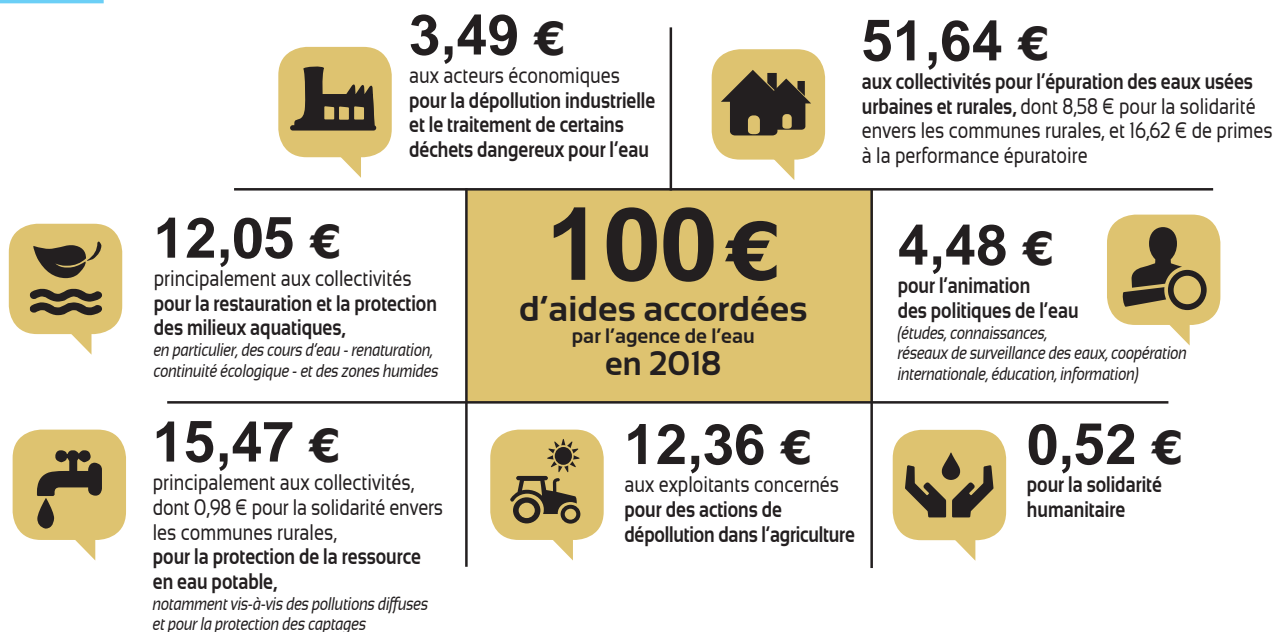 3,49 €
aux acteurs économiques
pour la dépollution industrielle
et le traitement de certains
déchets dangereux pour l'eau
51,64 €
aux collectivités pour l'épuration des eaux usées
urbaines et rurales, dont 8,58 € pour la solidarité
envers les communes rurales, et 16,62 € de primes
à la performance épuratoire
12,05 €
principalement aux collectivités
pour la restauration et la protection
des milieux aquatiques,
en particulier, des cours d'eau - renaturation,
continuité écologique - et des zones humides
100 €
d'aides accordées
par l'agence de l'eau
en 2018
4,48 €
pour l'animation
des politiques de l'eau
(études, connaissances,
réseaux de surveillance des eaux, coopération
internationale, éducation, information)
15,47 €
principalement aux collectivités,
dont 0,98 € pour la solidarité envers
les communes rurales,
pour la protection de la ressource
en eau potable,
notamment vis-à-vis des pollutions diffuses
et pour la protection des captages
12,36 €
aux exploitants concernés
pour des actions de
dépollution dans l'agriculture
0,52 €
pour la solidarité
humanitaire